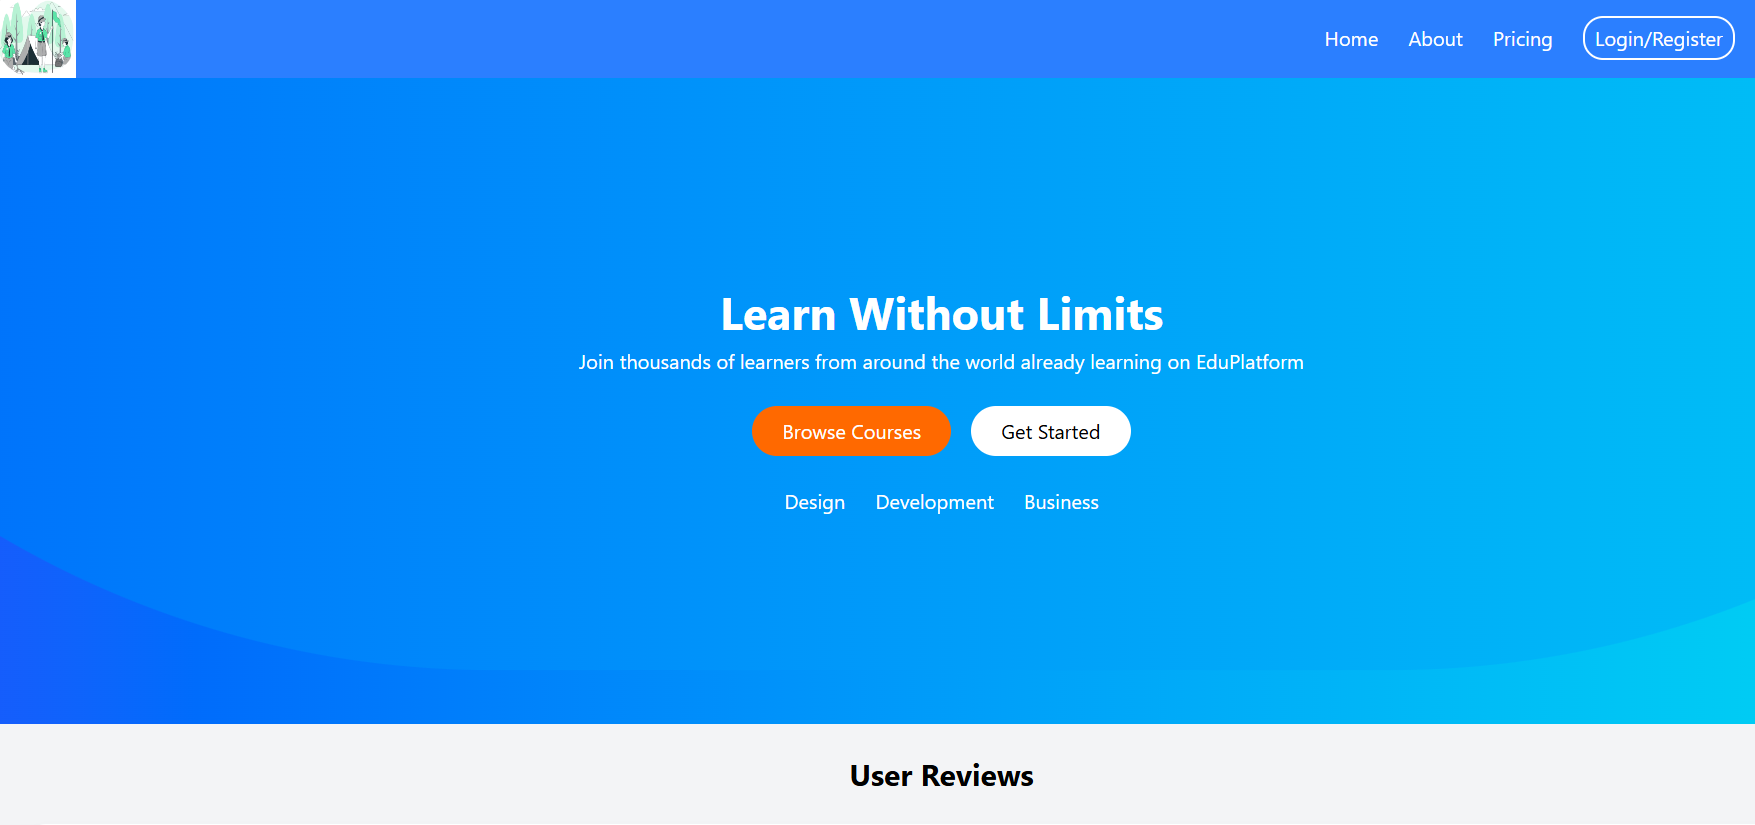 Home About Pricing Login/Register
Learn Without Limits
Join thousands of learners from around the world already learning on EduPlatform
Browse Courses Get Started
Design Development Business
User Reviews